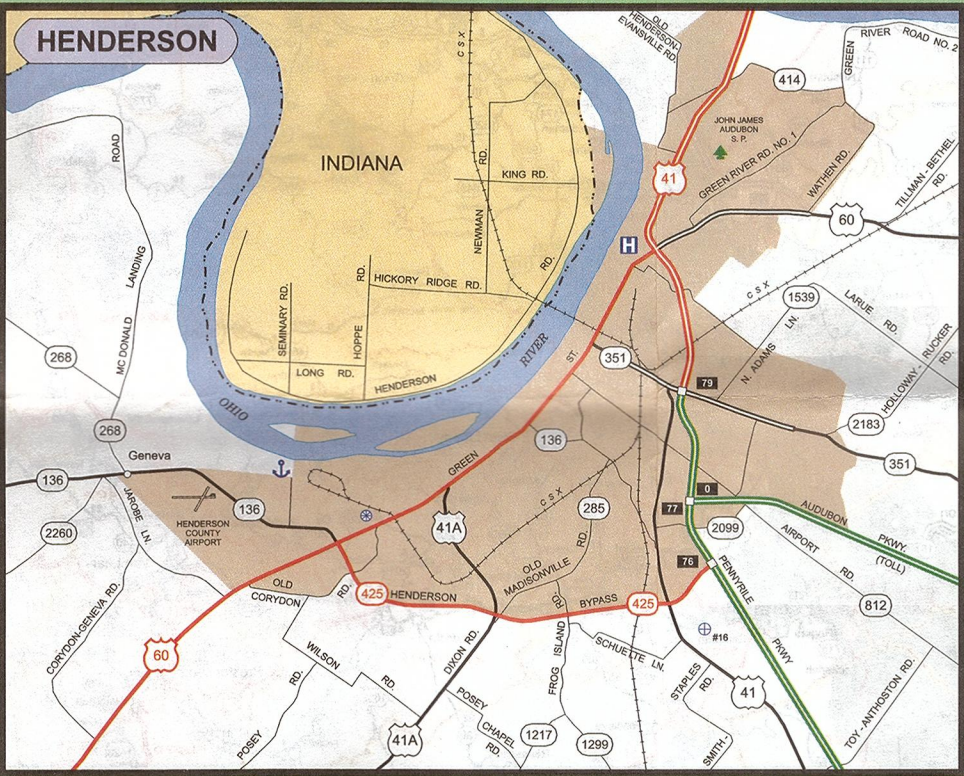 HENDERSON
OLD
HENDERSON-
EVANSVILLE RD.
CSX
GREEN
RIVER ROAD NO. 2
414
JOHN JAMES
AUDUBON
S. P.
GREEN RIVER RD. NO. 1
WATHEN RD.
TILLMAN - BETHEL
RD.
41
60
H
INDIANA
KING RD.
NEWMAN
RD.
RD.
HICKORY RIDGE RD.
HOPPE
RD.
SEMINARY RD.
LONG RD.
HENDERSON
OHIO
RIVER
ROAD
LANDING
MC DONALD
268
268
CSX
1539
LARUE RD.
N. ADAMS
LN.
HOLLOWAY - RUCKER
RD.
ST.
351
79
2183
351
136
GREEN
Geneva
136
136
JAROBE LN.
HENDERSON
COUNTY
AIRPORT
2260
41A
CSX
285
0
77
2099
AUDUBON
PKWY.
(TOLL)
AIRPORT
RD.
812
76
PENNYRILE
PKWY
OLD
MADISONVILLE
RD.
OLD
CORYDON
RD.
425
HENDERSON
BYPASS
425
CORYDON-GENEVA RD.
60
WILSON
RD.
POSEY
RD.
DIXON RD.
41A
POSEY
CHAPEL
RD.
FROG ISLAND
RD.
SCHUETTE LN.
1217
1299
#16
STAPLES
RD.
SMITH -
41
TOY - ANTHOSTON RD.